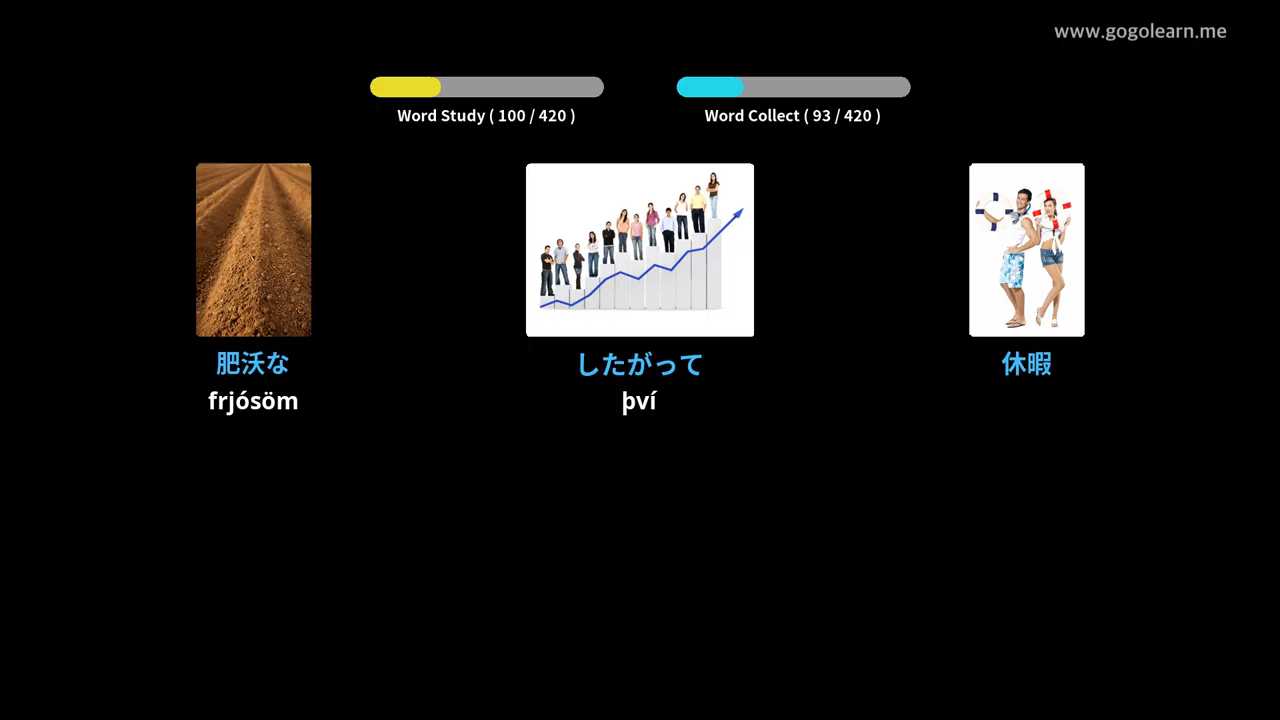 www.gogolearn.me
Word Study ( 100 / 420 )
Word Collect ( 93 / 420 )
肥沃な
したがって
休暇
frjósöm
því